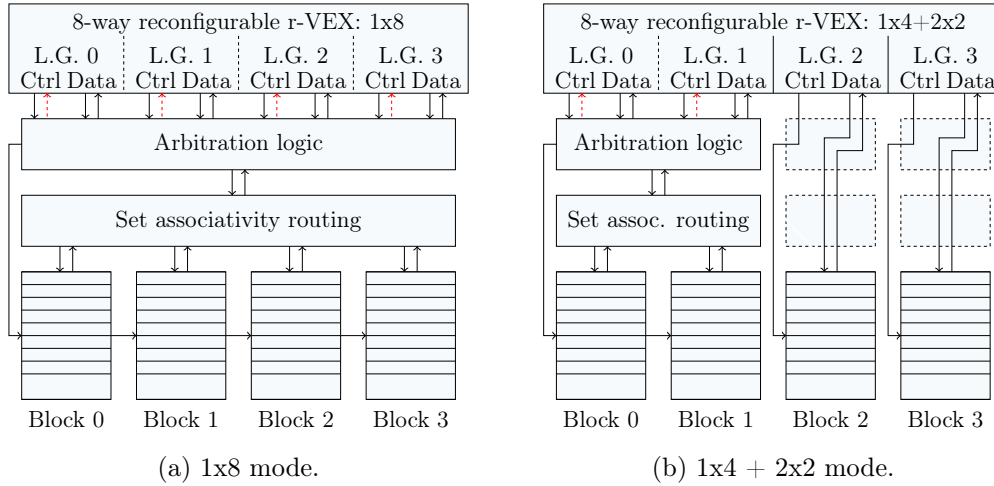 8-way reconfigurable r-VEX: 1x8
L.G. 0 L.G. 1 L.G. 2 L.G. 3
Ctrl Data Ctrl Data Ctrl Data Ctrl Data
Arbitration logic
Set associativity routing
Block 0 Block 1 Block 2 Block 3
(a) 1x8 mode.
8-way reconfigurable r-VEX: 1x4+2x2
L.G. 0 L.G. 1 L.G. 2 L.G. 3
Ctrl Data Ctrl Data Ctrl Data Ctrl Data
Arbitration logic
Set assoc. routing
Block 0 Block 1 Block 2 Block 3
(b) 1x4 + 2x2 mode.